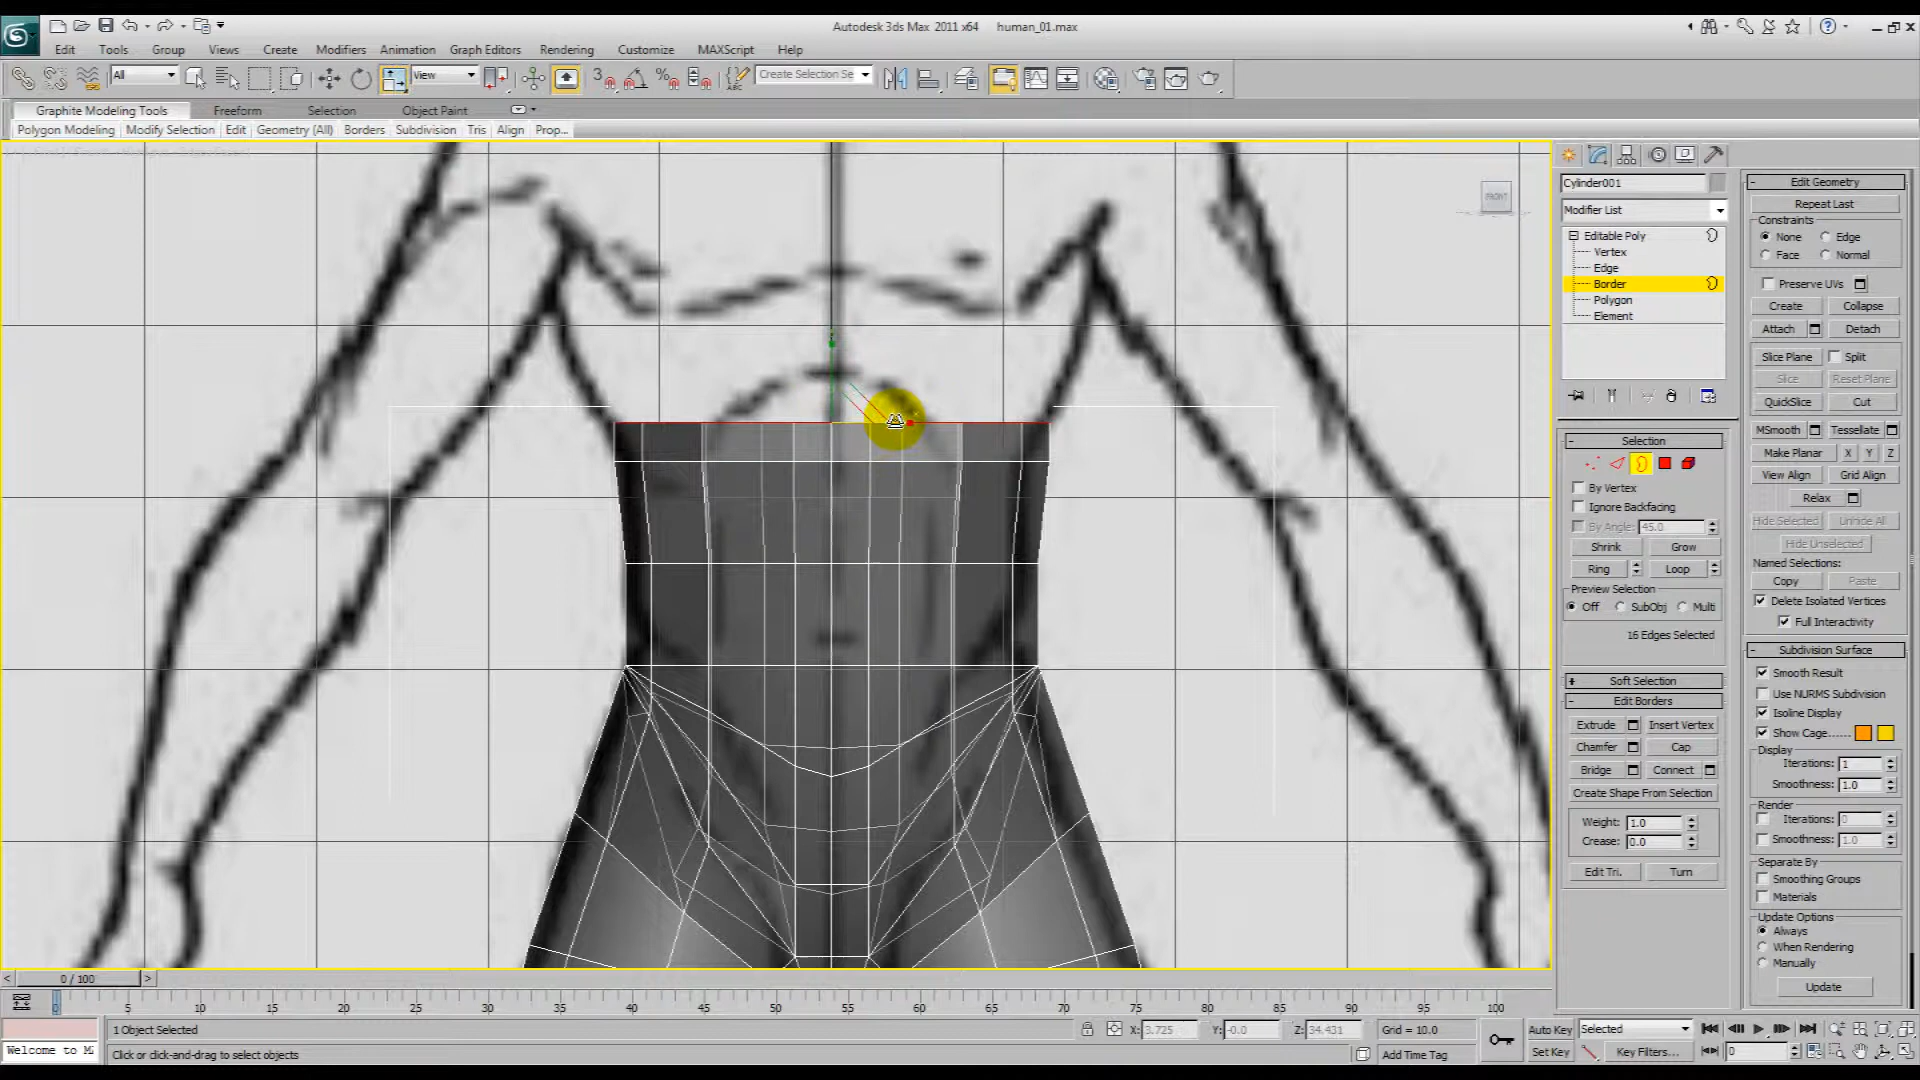 Autodesk 3ds Max 2011 x64 human_01.max
Edit Tools Group Views Create Modifiers Animation Graph Editors Rendering Customize MAXScript Help
All View Create Selection Se
Graphite Modeling Tools Freeform Selection Object Paint
Polygon Modeling Modify Selection Edit Geometry (All) Borders Subdivision Tris Align Prop...
FRONT
Cylinder001
Modifier List
Editable Poly
Vertex
Edge
Border
Polygon
Element
Selection
By Vertex
Ignore Backfacing
By Angle: 45.0
Shrink Grow
Ring Loop
Preview Selection
Off SubObj Multi
16 Edges Selected
Soft Selection
Edit Borders
Extrude Insert Vertex
Chamfer Cap
Bridge Connect
Create Shape From Selection
Weight: 1.0
Crease: 0.0
Edit Tri. Turn
Edit Geometry
Repeat Last
Constraints
None Edge
Face Normal
Preserve UVs
Create Collapse
Attach Detach
Slice Plane Split
Slice Reset Plane
QuickSlice Cut
MSmooth Tessellate
Make Planar X Y Z
View Align Grid Align
Relax
Hide Selected Unhide All
Hide Unselected
Named Selections:
Copy Paste
Delete Isolated Vertices
Full Interactivity
Subdivision Surface
Smooth Result
Use NURMS Subdivision
Isoline Display
Show Cage......
Display
Iterations: 1
Smoothness: 1.0
Render
Iterations: 0
Smoothness: 1.0
Separate By
Smoothing Groups
Materials
Update Options
Always
When Rendering
Manually
Update
< 0 / 100 >
0 5 10 15 20 25 30 35 40 45 50 55 60 65 70 75 80 85 90 95 100
1 Object Selected X: 3.725 Y: -0.0 Z: 34.431 Grid = 10.0 Auto Key Selected
Welcome to M Click or click-and-drag to select objects Add Time Tag Set Key Key Filters... 0